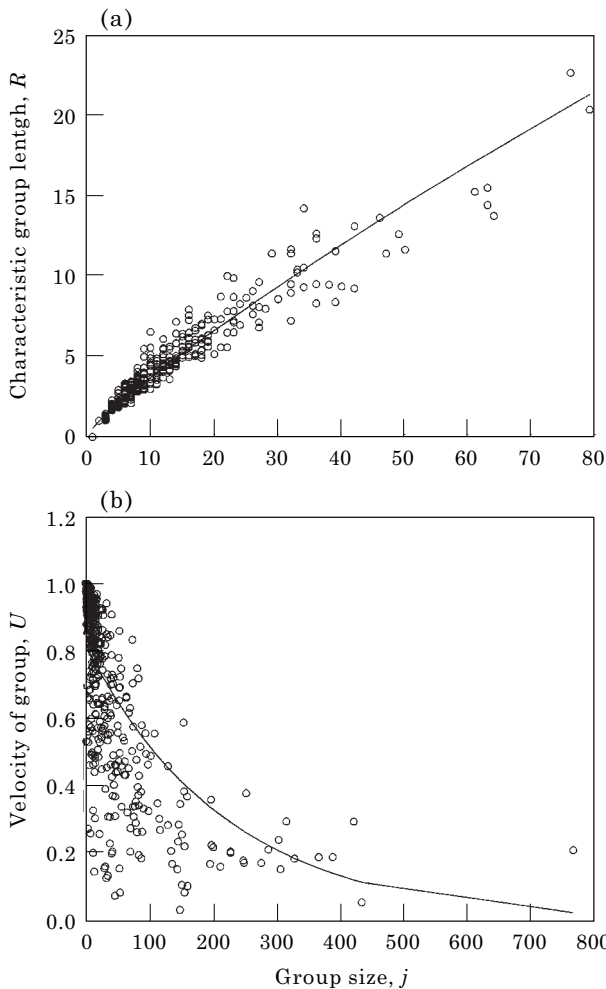 (a)
Characteristic group lentgh, R
25
20
15
10
5
0
0 10 20 30 40 50 60 70 80
(b)
Velocity of group, U
1.2
1.0
0.8
0.6
0.4
0.2
0.0
0 100 200 300 400 500 600 700 800
Group size, j